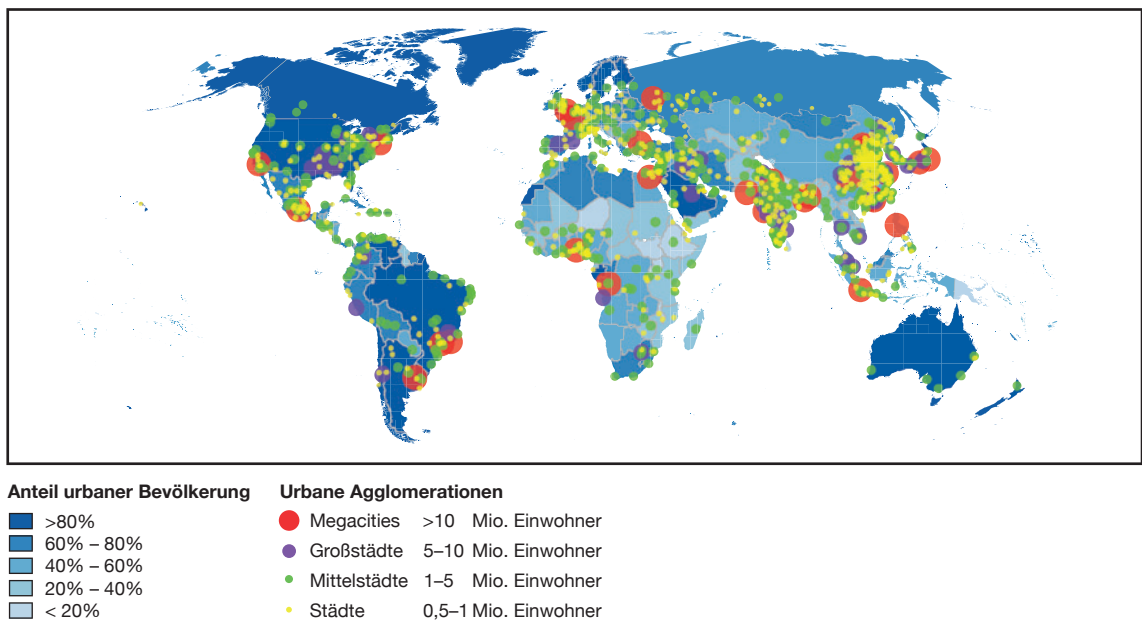 Anteil urbaner Bevölkerung
>80%
60% – 80%
40% – 60%
20% – 40%
< 20%
Urbane Agglomerationen
Megacities >10 Mio. Einwohner
Großstädte 5–10 Mio. Einwohner
Mittelstädte 1–5 Mio. Einwohner
Städte 0,5–1 Mio. Einwohner